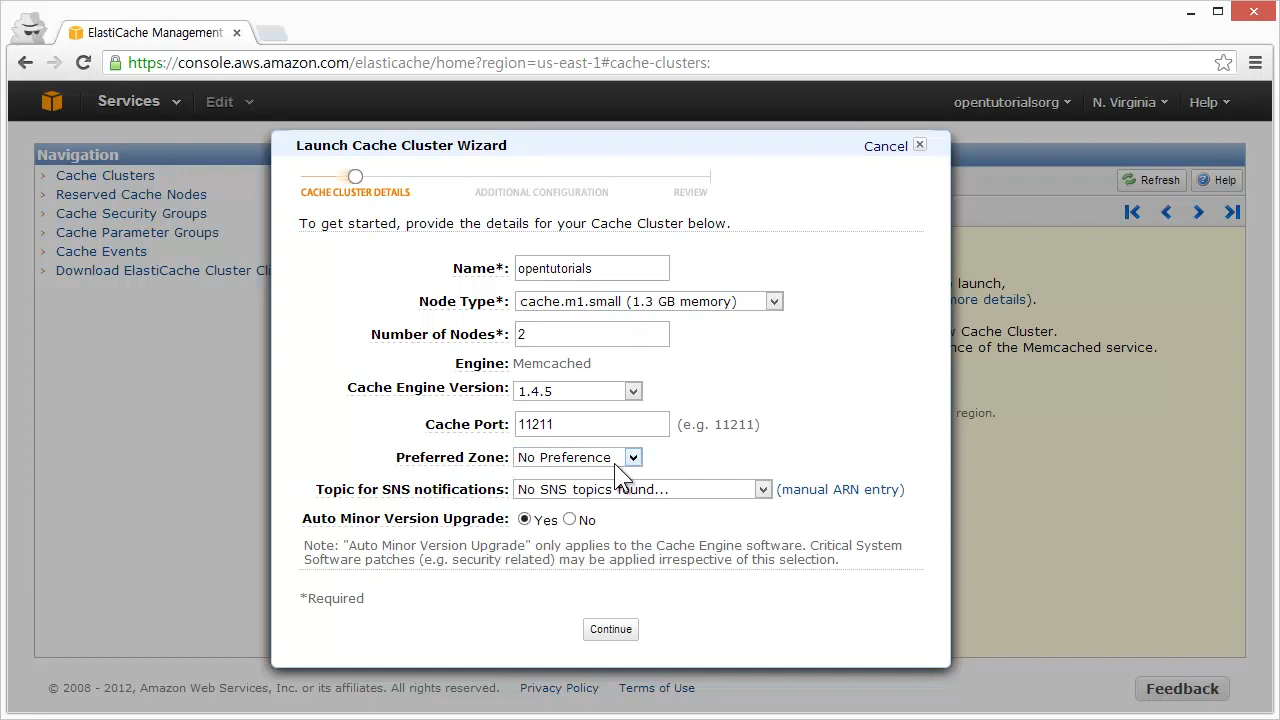 ElastiCache Management
https://console.aws.amazon.com/elasticache/home?region=us-east-1#cache-clusters:
Services Edit opentutorialsorg N. Virginia Help
Navigation
Cache Clusters
Reserved Cache Nodes
Cache Security Groups
Cache Parameter Groups
Cache Events
Download ElastiCache Cluster Cli
Refresh Help
launch,
more details).
w Cache Cluster.
nce of the Memcached service.
region.
Launch Cache Cluster Wizard Cancel
CACHE CLUSTER DETAILS ADDITIONAL CONFIGURATION REVIEW
To get started, provide the details for your Cache Cluster below.
Name*: opentutorials
Node Type*: cache.m1.small (1.3 GB memory)
Number of Nodes*: 2
Engine: Memcached
Cache Engine Version: 1.4.5
Cache Port: 11211 (e.g. 11211)
Preferred Zone: No Preference
Topic for SNS notifications: No SNS topics found... (manual ARN entry)
Auto Minor Version Upgrade: Yes No
Note: "Auto Minor Version Upgrade" only applies to the Cache Engine software. Critical System
Software patches (e.g. security related) may be applied irrespective of this selection.
*Required
Continue
© 2008 - 2012, Amazon Web Services, Inc. or its affiliates. All rights reserved. Privacy Policy Terms of Use Feedback